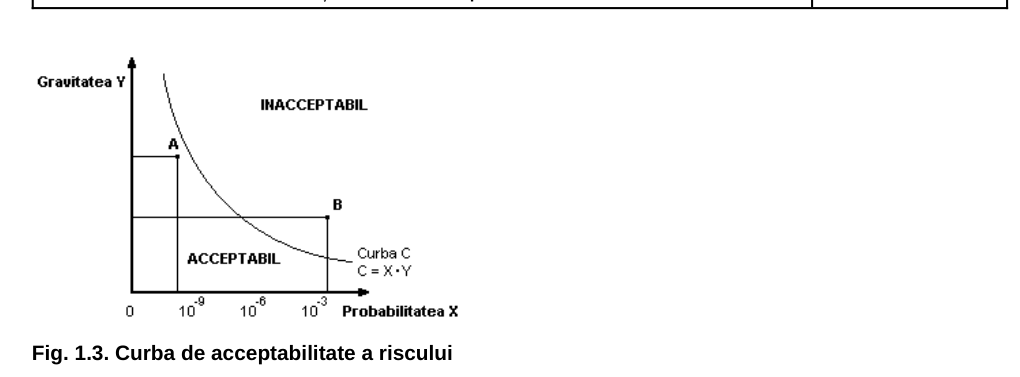 Gravitatea Y
INACCEPTABIL
A
B
ACCEPTABIL
Curba C
C = X·Y
0 10⁻⁹ 10⁻⁶ 10⁻³ Probabilitatea X
Fig. 1.3. Curba de acceptabilitate a riscului